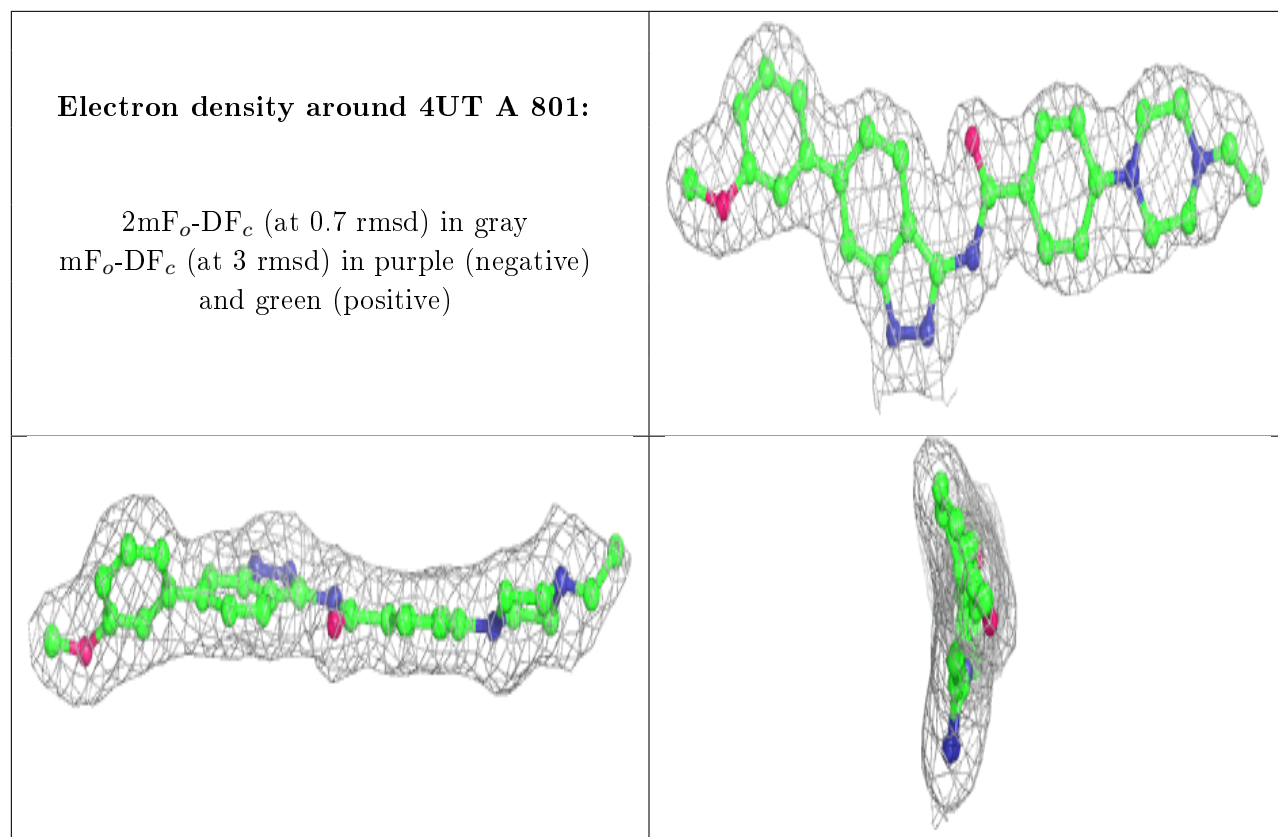 Electron density around 4UT A 801:
2mFo-DFc (at 0.7 rmsd) in gray
mFo-DFc (at 3 rmsd) in purple (negative)
and green (positive)